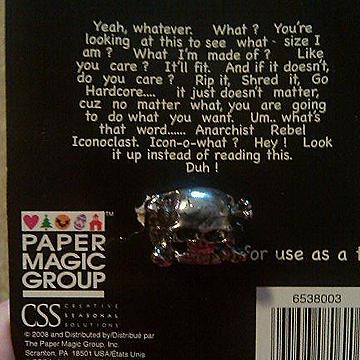 Yeah, whatever. What? You're
looking at this to see what size I
am? What I'm made of? Like
you care? It'll fit. And if it doesn't,
do you care? Rip it, Shred it, Go
Hardcore.... it just doesn't matter,
cuz no matter what, you are going
to do what you want. Um.. what's
that word...... Anarchist Rebel
Iconoclast. Icon-o-what? Hey! Look
it up instead of reading this.
Duh!
for use as a
TM
PAPER
MAGIC
GROUP
CSS CREATIVE
SEASONAL
SOLUTIONS
© 2008 and Distributed by/Distribué par
The Paper Magic Group, Inc.
Scranton, PA 18501 USA/États Unis
6538003